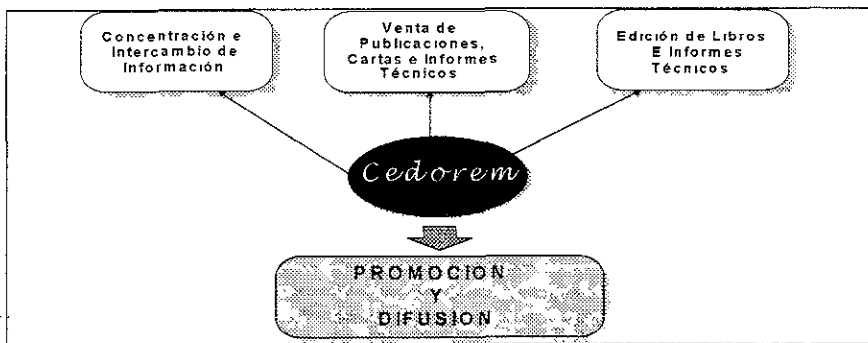 Concentración e
Intercambio de
Información
Venta de
Publicaciones,
Cartas e Informes
Técnicos
Edición de Libros
E Informes
Técnicos
Cedorem
PROMOCION
Y
DIFUSION